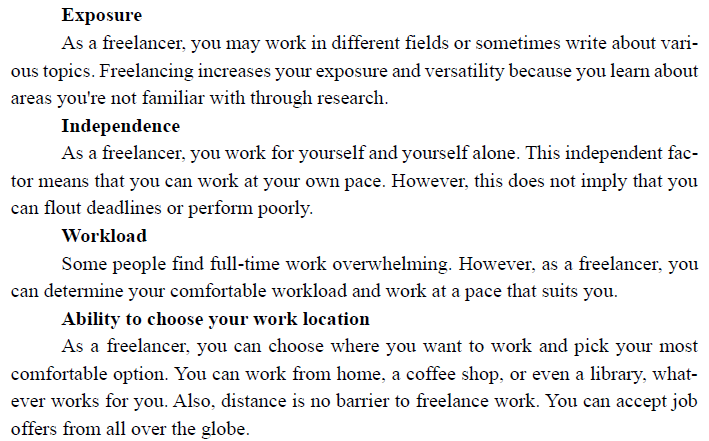 Exposure
As a freelancer, you may work in different fields or sometimes write about vari-
ous topics. Freelancing increases your exposure and versatility because you learn about
areas you're not familiar with through research.
Independence
As a freelancer, you work for yourself and yourself alone. This independent fac-
tor means that you can work at your own pace. However, this does not imply that you
can flout deadlines or perform poorly.
Workload
Some people find full-time work overwhelming. However, as a freelancer, you
can determine your comfortable workload and work at a pace that suits you.
Ability to choose your work location
As a freelancer, you can choose where you want to work and pick your most
comfortable option. You can work from home, a coffee shop, or even a library, what-
ever works for you. Also, distance is no barrier to freelance work. You can accept job
offers from all over the globe.